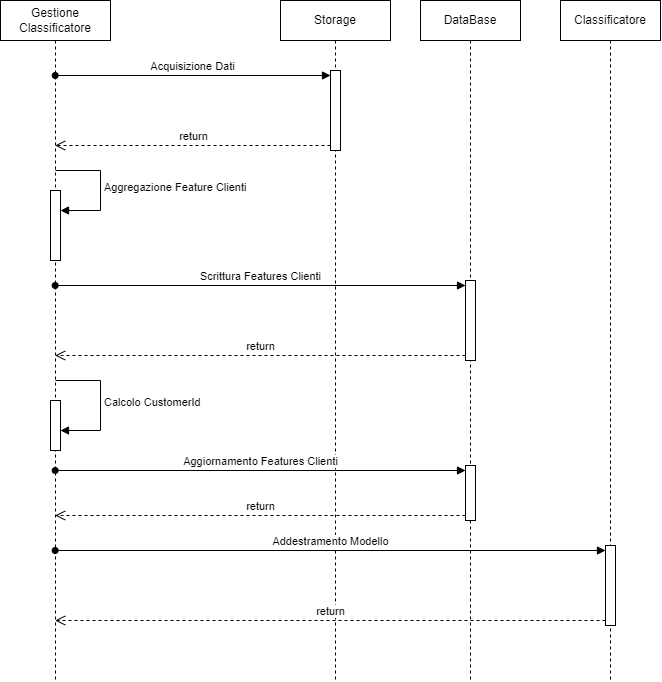 Gestione
Classificatore
Storage
DataBase
Classificatore
Acquisizione Dati
return
Aggregazione Feature Clienti
Scrittura Features Clienti
return
Calcolo CustomerId
Aggiornamento Features Clienti
return
Addestramento Modello
return